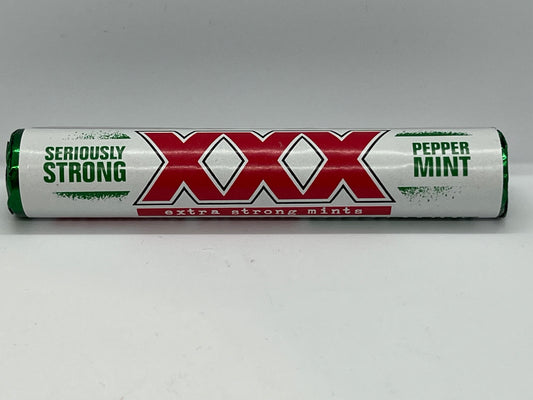 SERIOUSLY
STRONG
XXX
extra strong mints
PEPPER
MINT